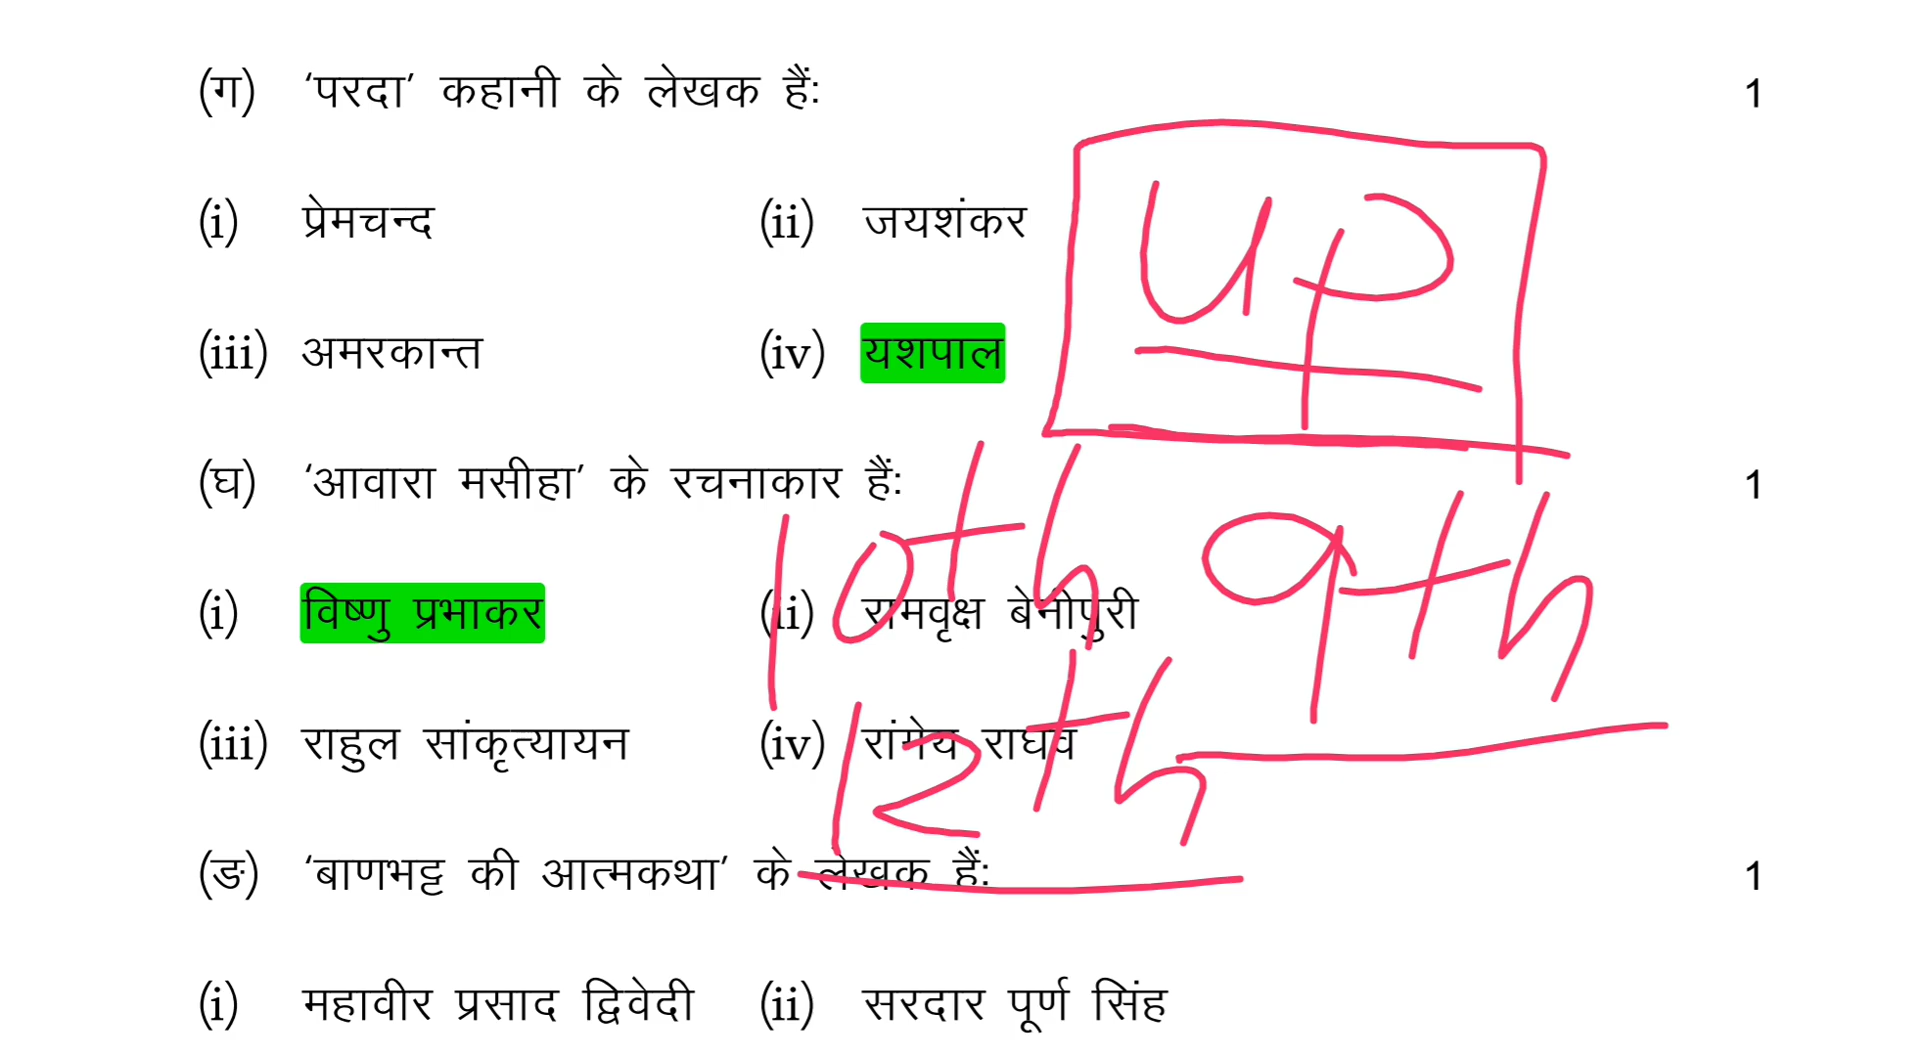 (ग) ‘परदा’ कहानी के लेखक हैं: 1
(i) प्रेमचन्द (ii) जयशंकर
up
(iii) अमरकान्त (iv) यशपाल
(घ) ‘आवारा मसीहा’ के रचनाकार हैं: 1
10th 9th
(i) विष्णु प्रभाकर (ii) रामवृक्ष बेनीपुरी
(iii) राहुल सांकृत्यायन (iv) रांगेय राघव
12th
(ङ) ‘बाणभट्ट की आत्मकथा’ के लेखक हैं: 1
(i) महावीर प्रसाद द्विवेदी (ii) सरदार पूर्ण सिंह